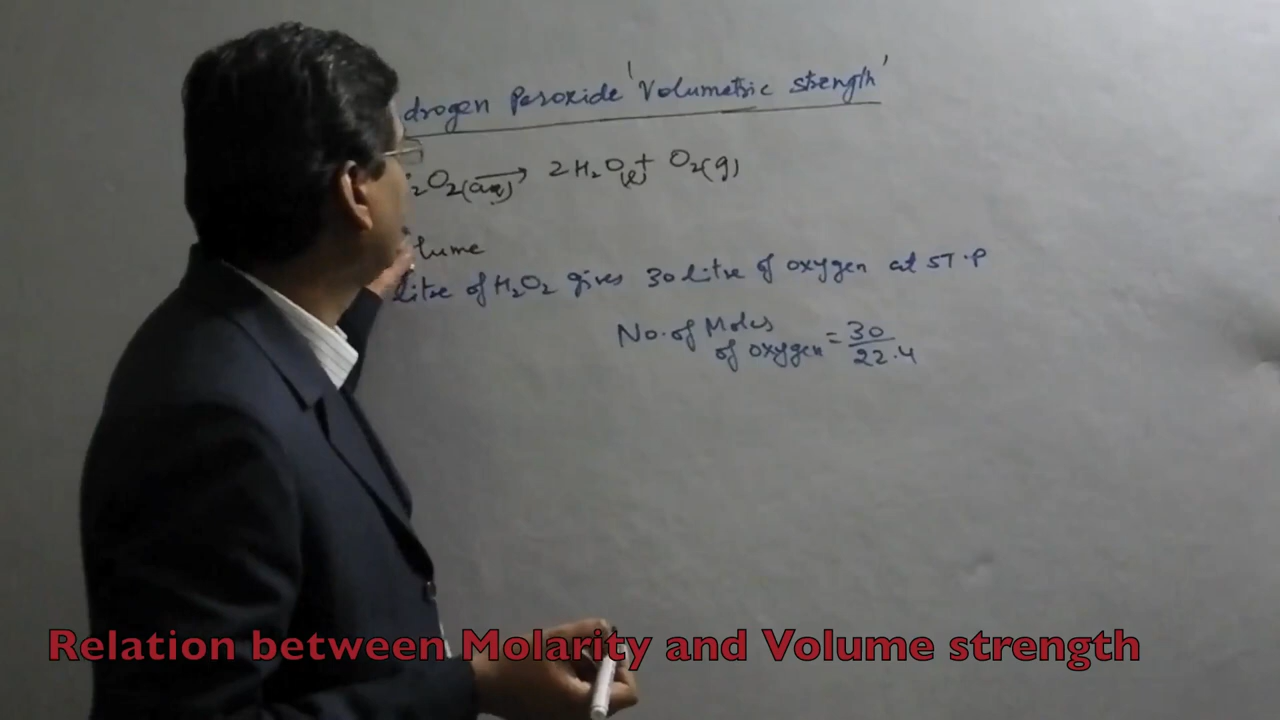 drogen Peroxide 'Volumetric strength'
₂O₂(aq) → 2H₂O(l) + O₂(g)
lume
litre of H₂O₂ gives 30 litre of oxygen at ST.P
No. of Moles
of oxygen = 30/22.4
Relation between Molarity and Volume strength